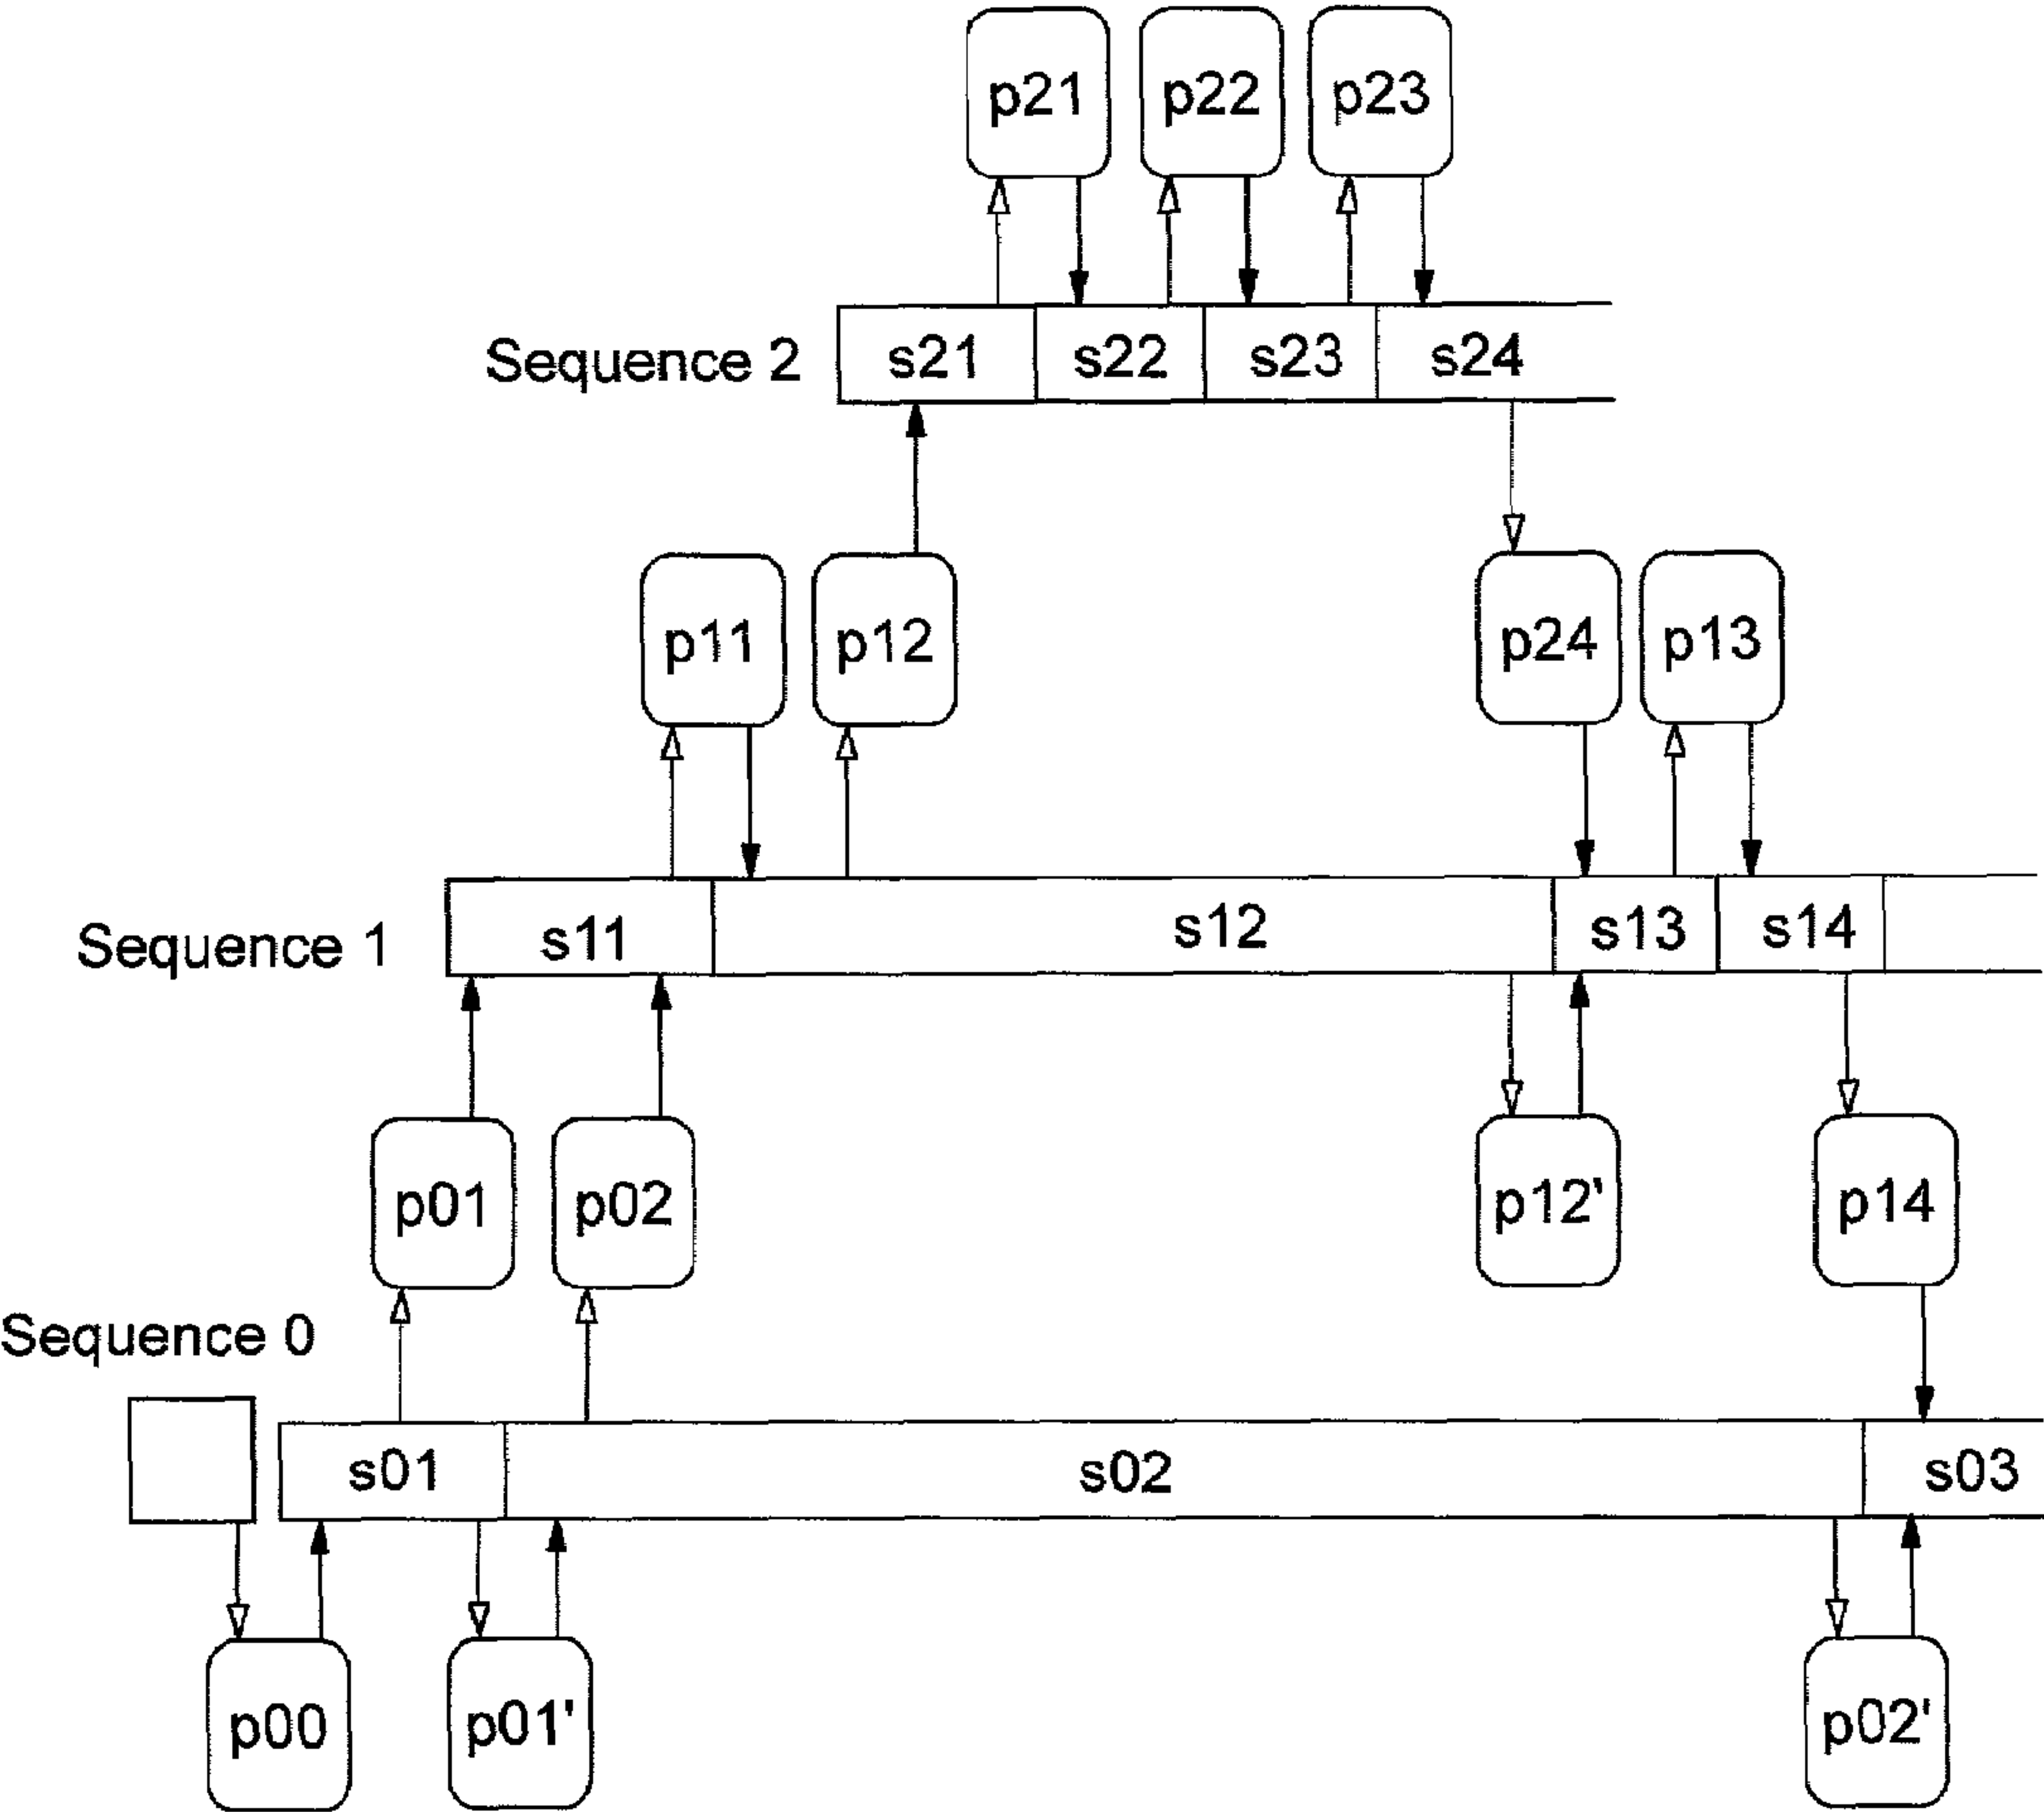 p21 p22 p23
Sequence 2 s21 s22 s23 s24
p11 p12 p24 p13
Sequence 1 s11 s12 s13 s14
p01 p02 p12' p14
Sequence 0
s01 s02 s03
p00 p01' p02'